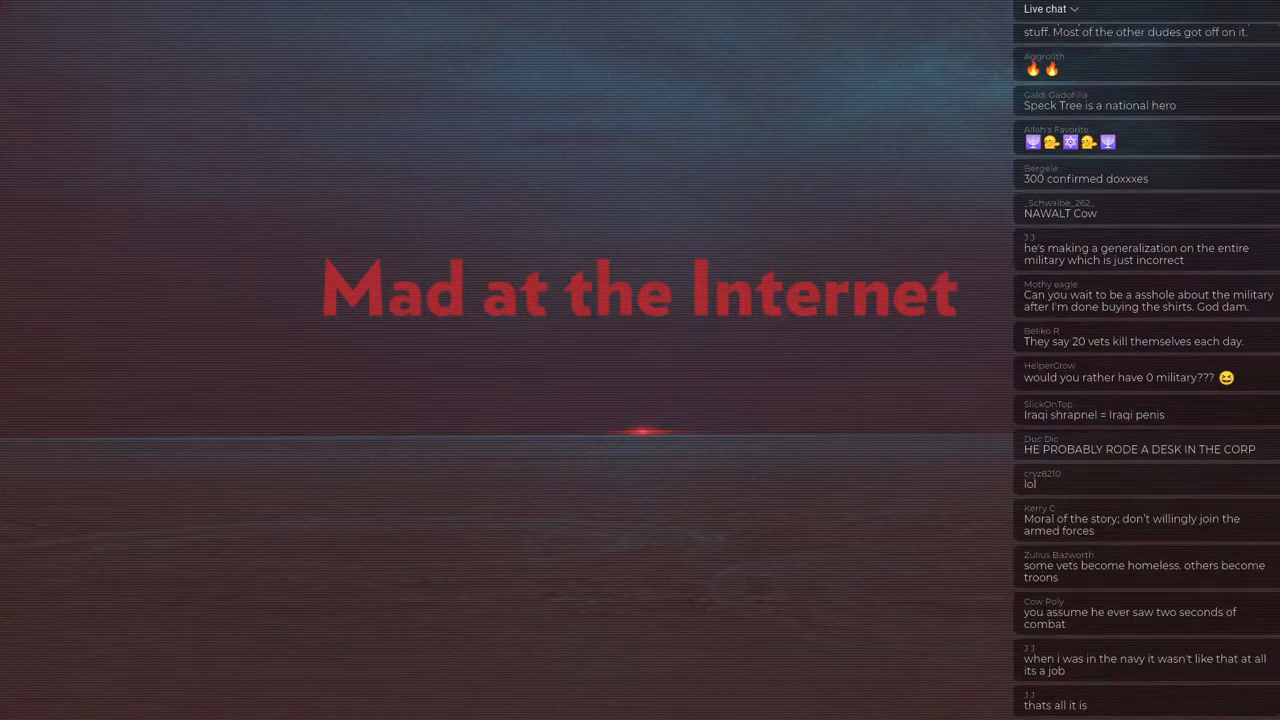 Live chat
stuff. Most of the other dudes got off on it.
Aggrolith
Galdi Gadofilia
Speck Tree is a national hero
Allah's Favorite
Bergele
300 confirmed doxxxes
_Schwalbe_262_
NAWALT Cow
J J
he's making a generalization on the entire
military which is just incorrect
Mothy eagle
Can you wait to be a asshole about the military
after I'm done buying the shirts. God dam.
Beliko R
They say 20 vets kill themselves each day.
HelperCrow
would you rather have 0 military???
SlickOnTop
Iraqi shrapnel = Iraqi penis
Duc Dic
HE PROBABLY RODE A DESK IN THE CORP
cryz8210
lol
Kerry C
Moral of the story; don't willingly join the
armed forces
Zulius Bazworth
some vets become homeless. others become
troons
Cow Poly
you assume he ever saw two seconds of
combat
J J
when i was in the navy it wasn't like that at all
its a job
J J
thats all it is
Mad at the Internet